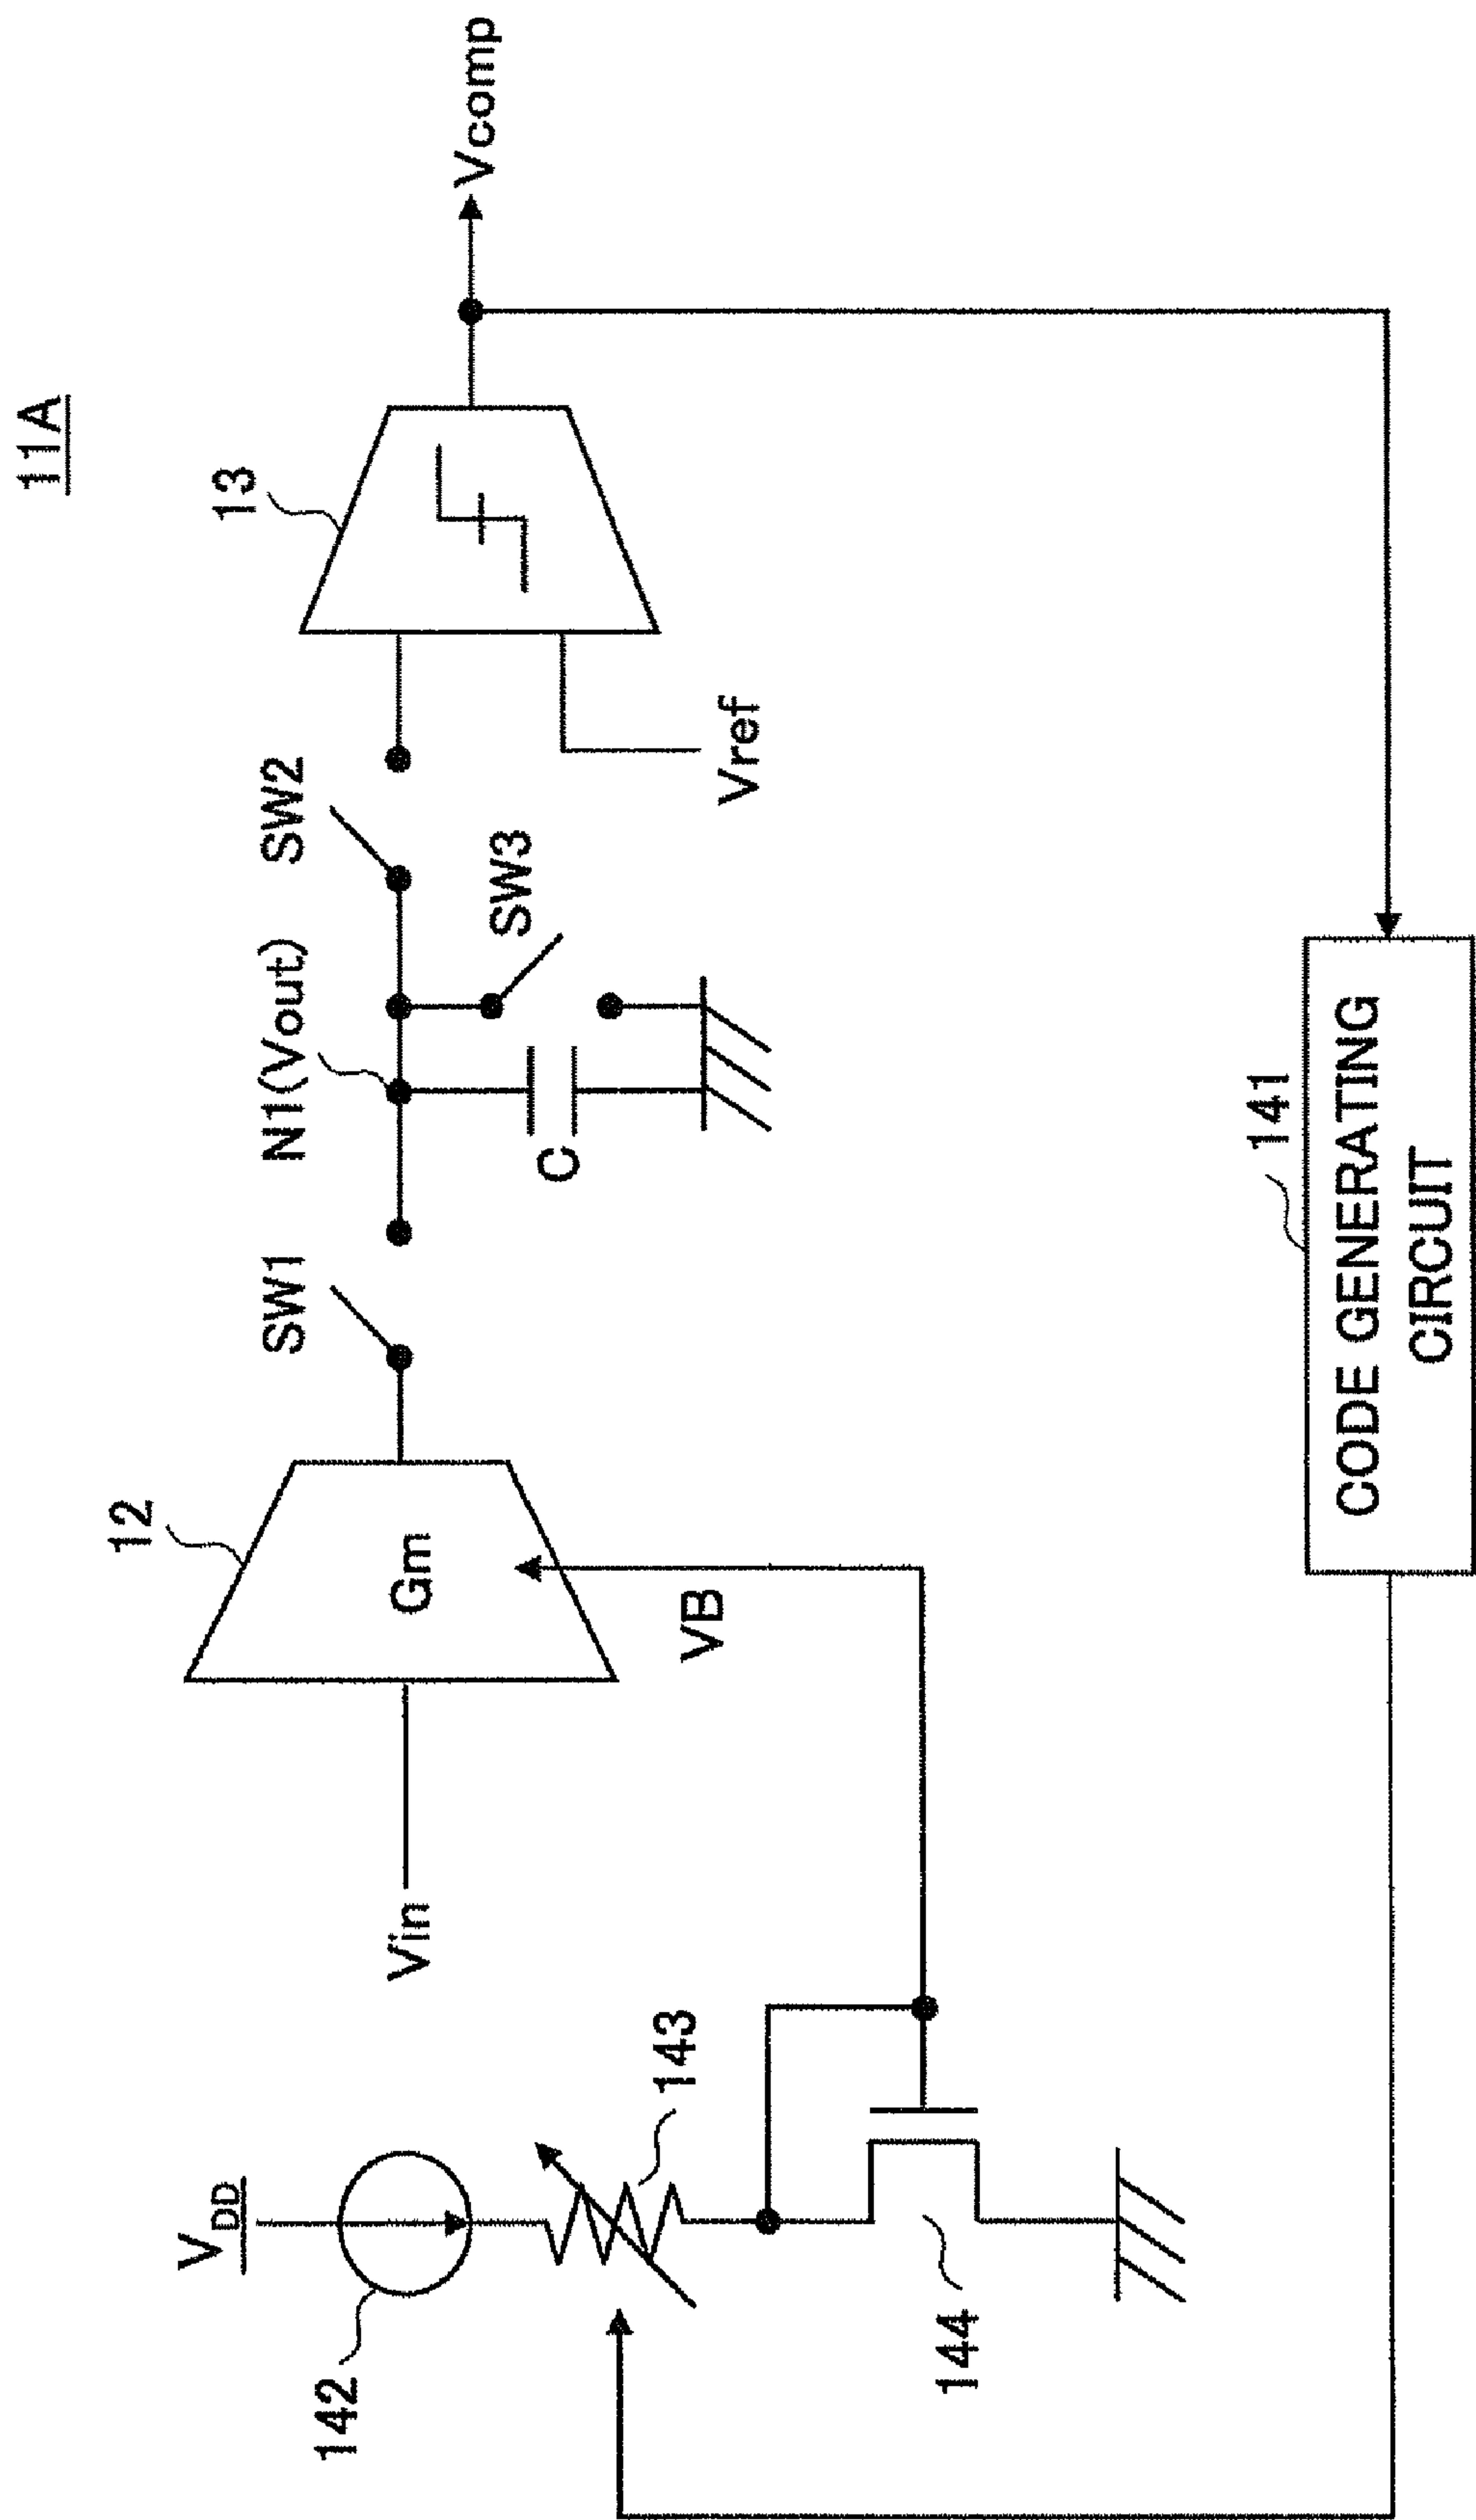 11A
12
Gm
Vin
VB
SW1
N1(Vout)
C
SW3
SW2
13
Vref
Vcomp
VDD
142
143
144
141
CODE GENERATING
CIRCUIT